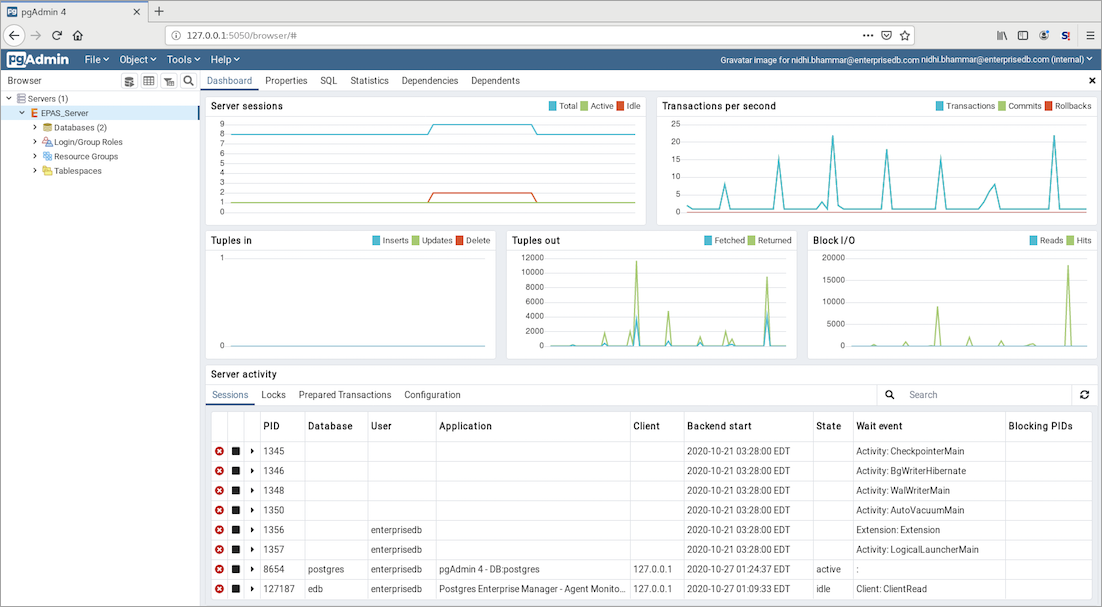 pgAdmin 4
127.0.0.1:5050/browser/#
pgAdmin File Object Tools Help Gravatar image for nidhi.bhammar@enterprisedb.com nidhi.bhammar@enterprisedb.com (internal)
Browser Dashboard Properties SQL Statistics Dependencies Dependents
Servers (1)
EPAS_Server
Databases (2)
Login/Group Roles
Resource Groups
Tablespaces
Server sessions Total Active Idle
9
8
7
6
5
4
3
2
1
0
Transactions per second Transactions Commits Rollbacks
25
20
15
10
5
0
Tuples in Inserts Updates Delete
1
0
Tuples out Fetched Returned
12000
10000
8000
6000
4000
2000
0
Block I/O Reads Hits
20000
15000
10000
5000
0
Server activity
Sessions Locks Prepared Transactions Configuration Search
PID Database User Application Client Backend start State Wait event Blocking PIDs
1345 2020-10-21 03:28:00 EDT Activity: CheckpointerMain
1346 2020-10-21 03:28:00 EDT Activity: BgWriterHibernate
1348 2020-10-21 03:28:00 EDT Activity: WalWriterMain
1350 2020-10-21 03:28:00 EDT Activity: AutoVacuumMain
1356 enterprisedb 2020-10-21 03:28:00 EDT Extension: Extension
1357 enterprisedb 2020-10-21 03:28:00 EDT Activity: LogicalLauncherMain
8654 postgres enterprisedb pgAdmin 4 - DB:postgres 127.0.0.1 2020-10-27 01:24:37 EDT active :
127187 edb enterprisedb Postgres Enterprise Manager - Agent Monito... 127.0.0.1 2020-10-27 01:09:33 EDT idle Client: ClientRead